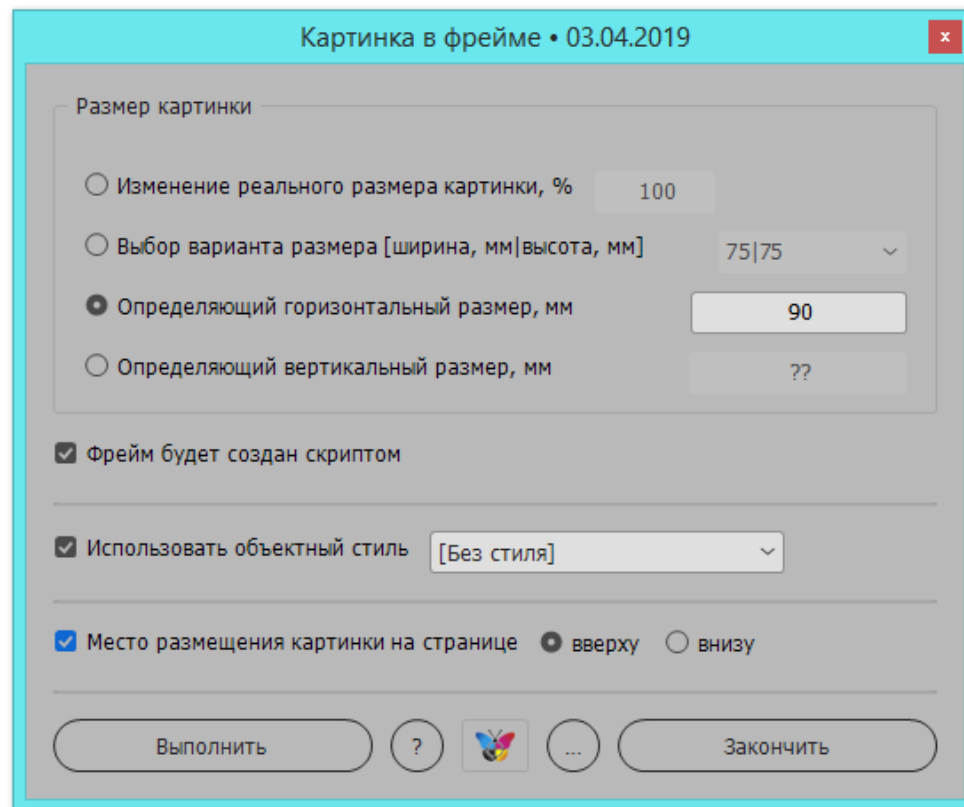 Картинка в фрейме • 03.04.2019
x
Размер картинки
Изменение реального размера картинки, % 100
Выбор варианта размера [ширина, мм|высота, мм] 75|75
Определяющий горизонтальный размер, мм 90
Определяющий вертикальный размер, мм ??
Фрейм будет создан скриптом
Использовать объектный стиль [Без стиля]
Место размещения картинки на странице вверху внизу
Выполнить ? ... Закончить